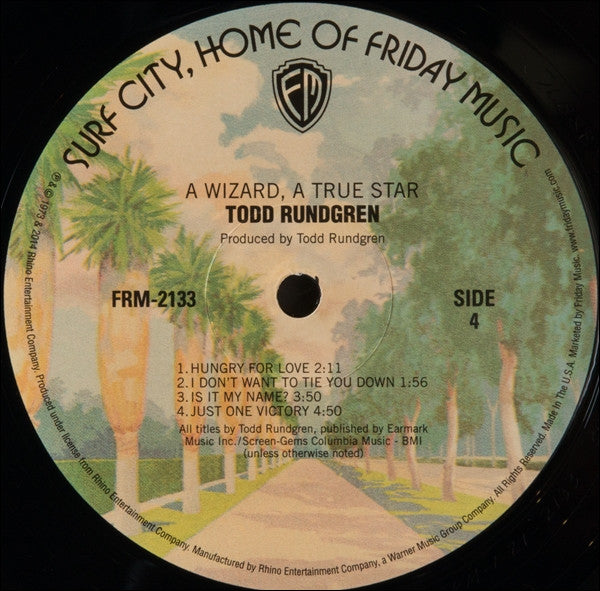 SURF CITY, HOME OF FRIDAY MUSIC
FM
A WIZARD, A TRUE STAR
TODD RUNDGREN
Produced by Todd Rundgren
FRM-2133
SIDE
4
1. HUNGRY FOR LOVE 2:11
2. I DON'T WANT TO TIE YOU DOWN 1:56
3. IS IT MY NAME? 3:50
4. JUST ONE VICTORY 4:50
All titles by Todd Rundgren, published by Earmark
Music Inc./Screen-Gems Columbia Music - BMI
(unless otherwise noted)
℗ & © 1973 & 2014 Rhino Entertainment Company. Produced under license from Rhino Entertainment Company. Manufactured by Rhino Entertainment Company, a Warner Music Group Company. All Rights Reserved. Made In The U.S.A. Marketed by Friday Music. www.fridaymusic.com